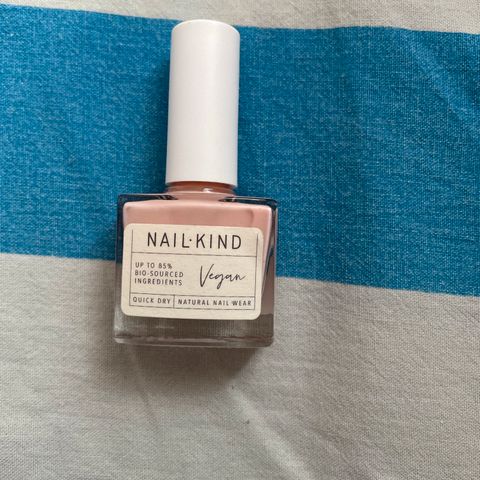 NAIL·KIND
UP TO 85%
BIO-SOURCED
INGREDIENTS
Vegan
QUICK DRY NATURAL NAIL WEAR